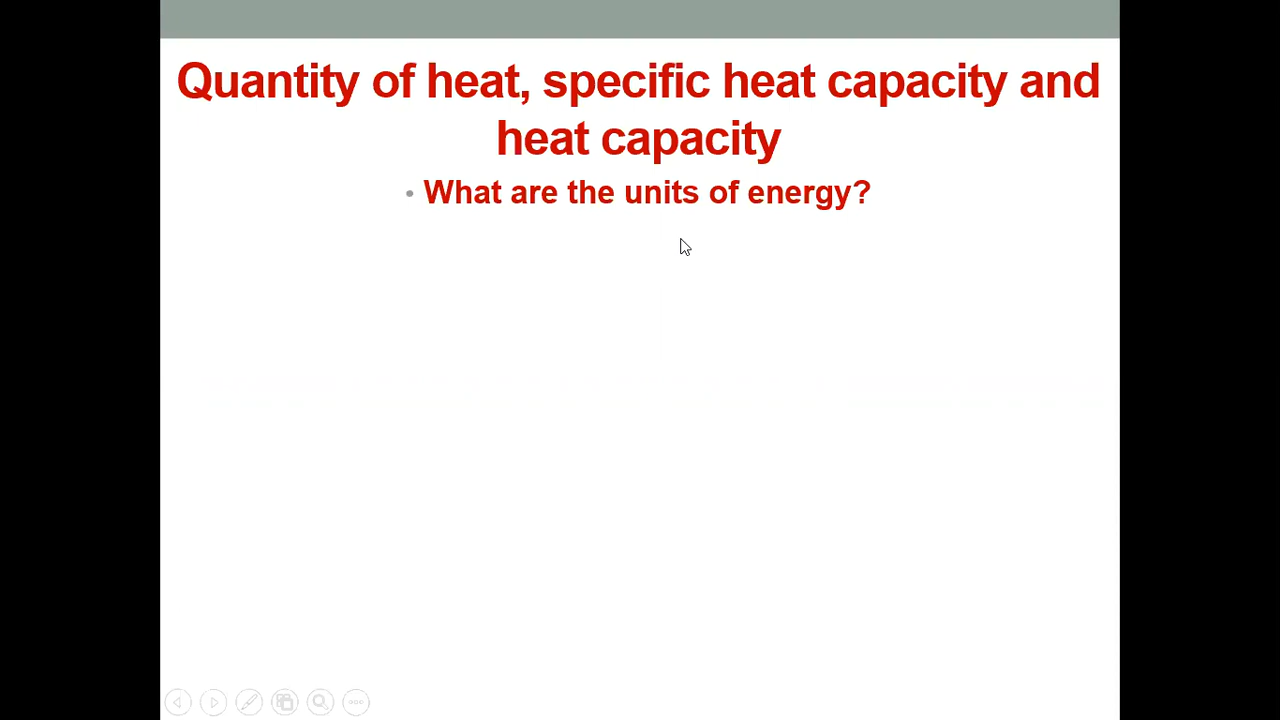 Quantity of heat, specific heat capacity and
heat capacity
• What are the units of energy?